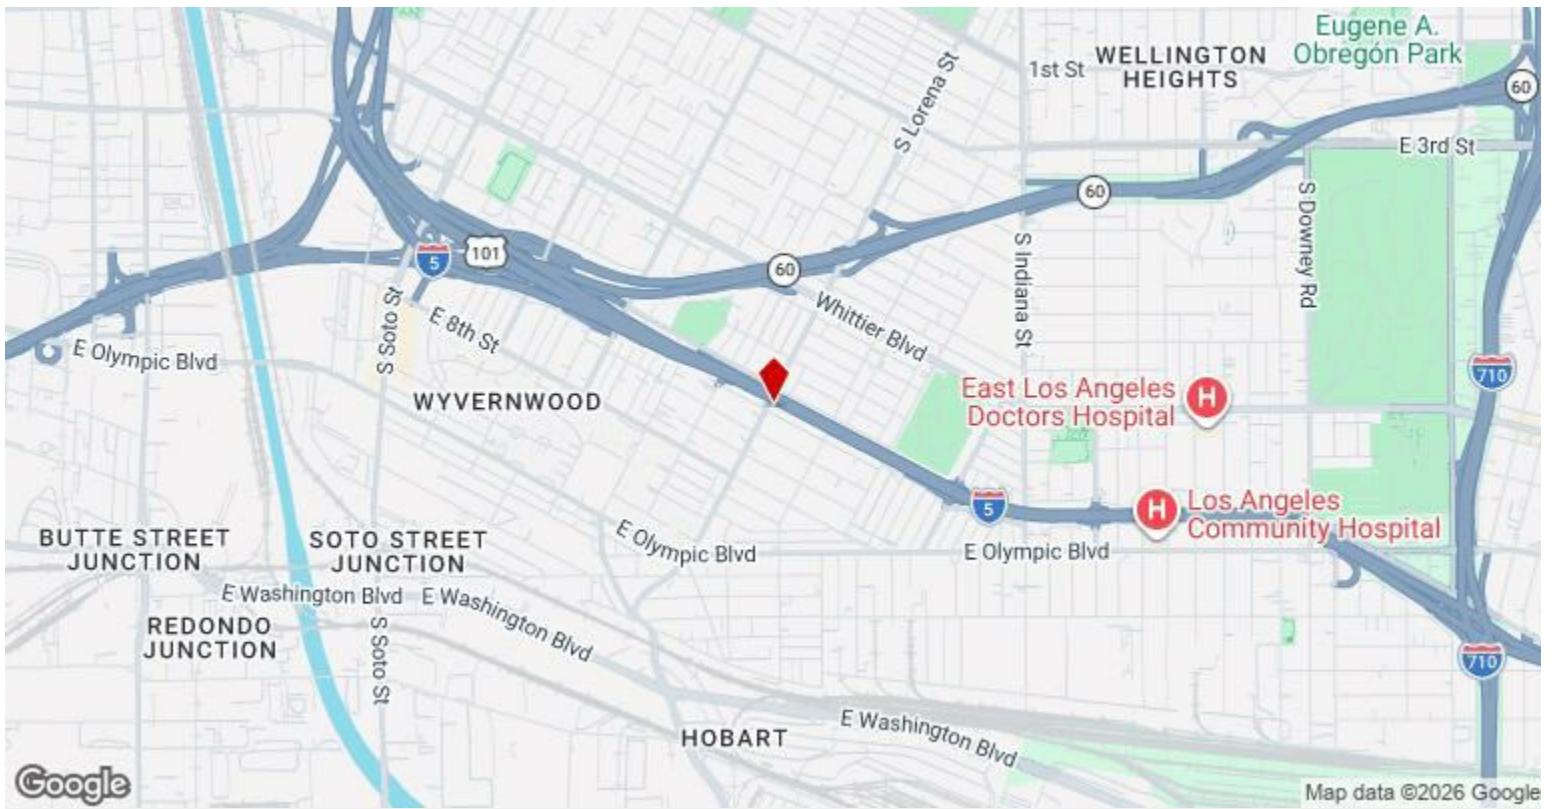 Eugene A.
Obregón Park
WELLINGTON
HEIGHTS
1st St
60
S Lorena St
E 3rd St
60
S Downey Rd
101
5
60
S Indiana St
Whittier Blvd
E 8th St
S Soto St
E Olympic Blvd
710
WYVERNWOOD
East Los Angeles
Doctors Hospital
H
5
H
Los Angeles
Community Hospital
BUTTE STREET
JUNCTION
SOTO STREET
JUNCTION
E Olympic Blvd
E Olympic Blvd
E Washington Blvd
E Washington Blvd
REDONDO
JUNCTION
S Soto St
710
HOBART
E Washington Blvd
Google
Map data ©2026 Google